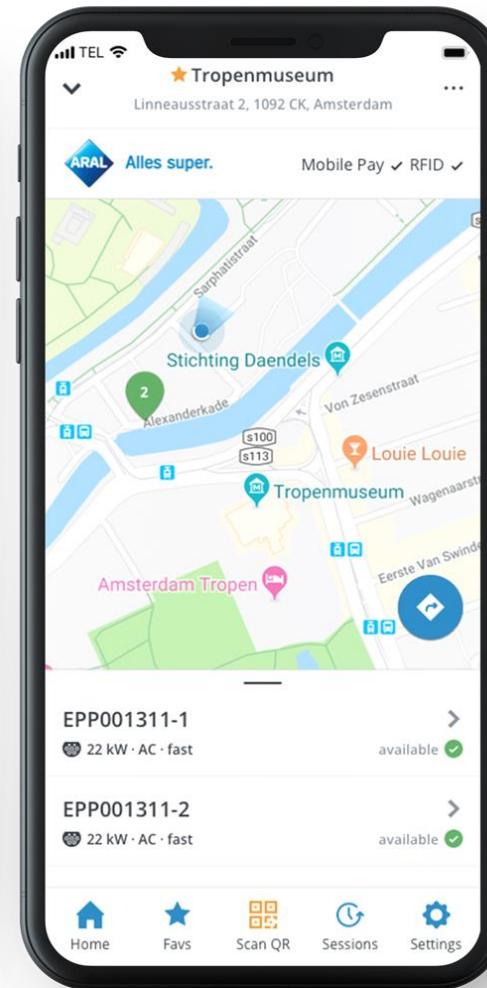 TEL
Tropenmuseum
Linneausstraat 2, 1092 CK, Amsterdam
ARAL Alles super. Mobile Pay ✓ RFID ✓
Sarphatistraat
Stichting Daendels
2
Alexanderkade
Von Zesenstraat
s100
s113
Louie Louie
Tropenmuseum
Wagenaarstr
Eerste Van Swinde
Amsterdam Tropen
EPP001311-1
22 kW · AC · fast available
EPP001311-2
22 kW · AC · fast available
Home Favs Scan QR Sessions Settings